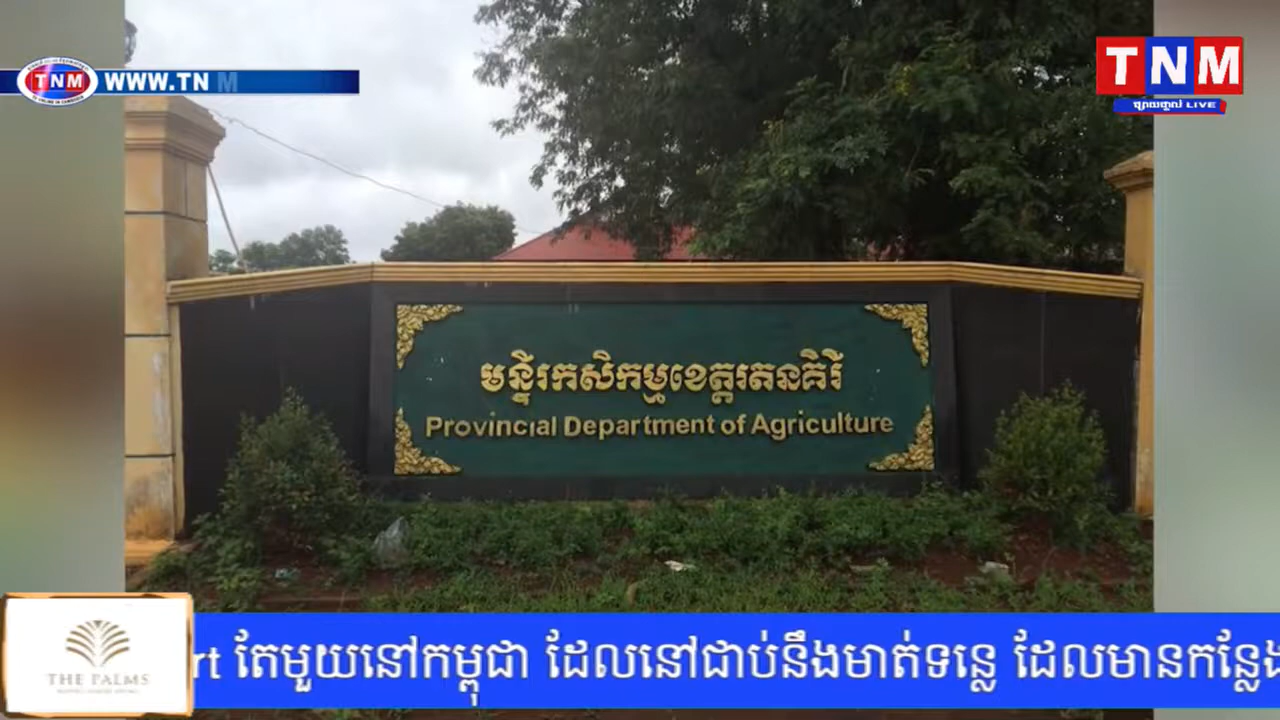 TNM
WWW.TNM
TNM
ផ្សាយផ្ទាល់ LIVE
មន្ទីរកសិកម្មខេត្តរតនគិរី
Provincial Department of Agriculture
THE PALMS
rt តែមួយនៅកម្ពុជា ដែលនៅជាប់នឹងមាត់ទន្លេ ដែលមានកន្លែង